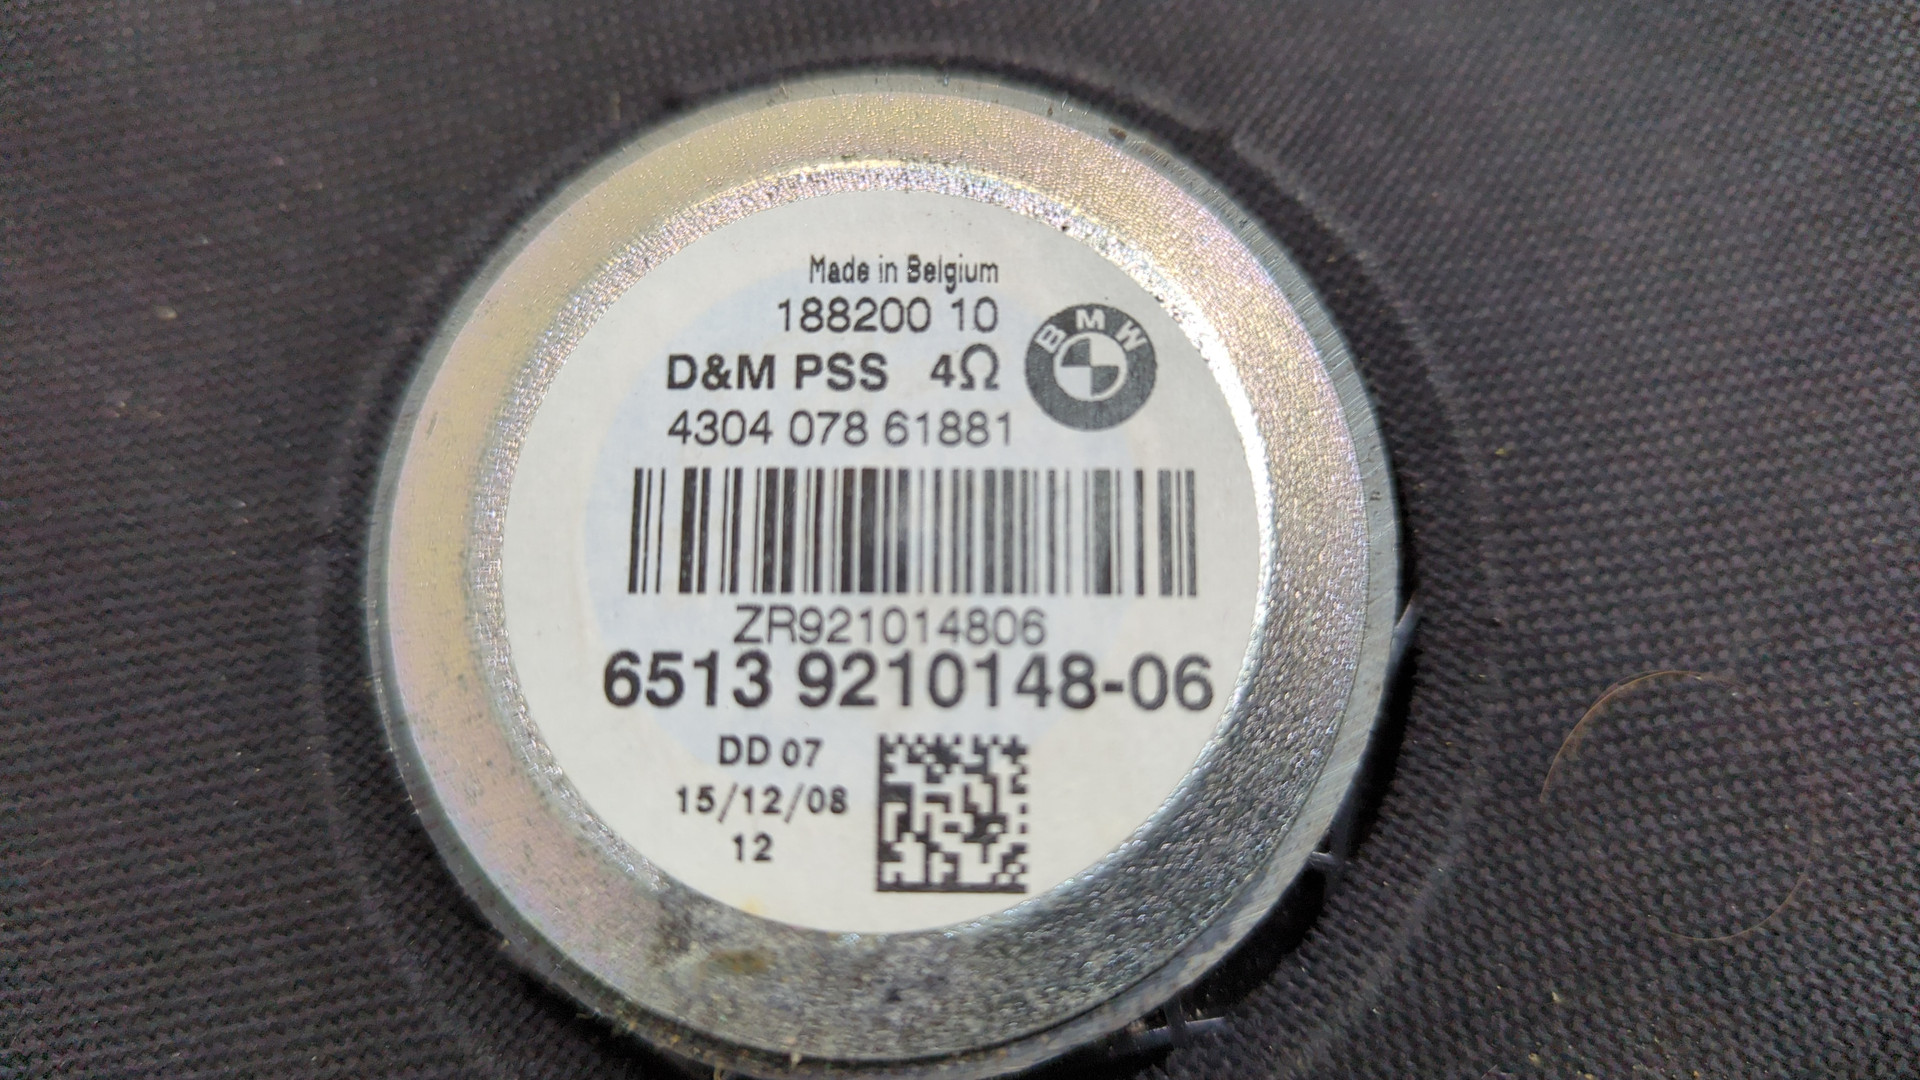 Made in Belgium
188200 10
BMW
D&M PSS 4Ω
4304 078 61881
ZR921014806
6513 9210148-06
DD 07
15/12/08
12